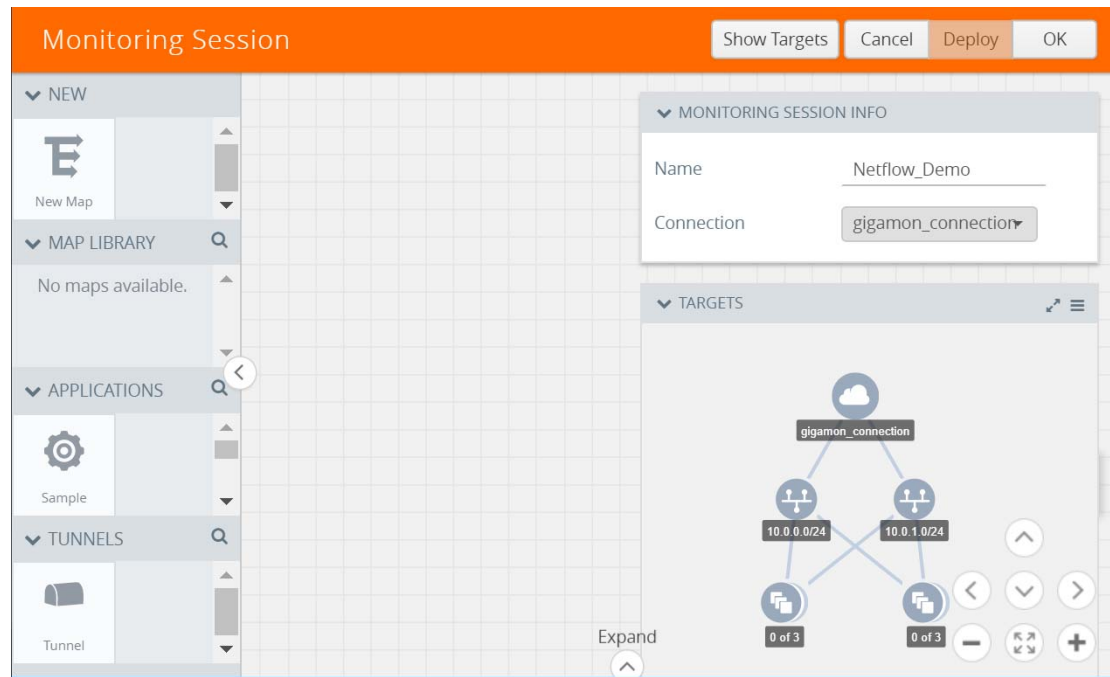 Monitoring Session
Show Targets
Cancel
Deploy
OK
NEW
New Map
MAP LIBRARY
No maps available.
APPLICATIONS
Sample
TUNNELS
Tunnel
MONITORING SESSION INFO
Name
Netflow_Demo
Connection
gigamon_connection
TARGETS
gigamon_connection
10.0.0.0/24
10.0.1.0/24
0 of 3
0 of 3
Expand